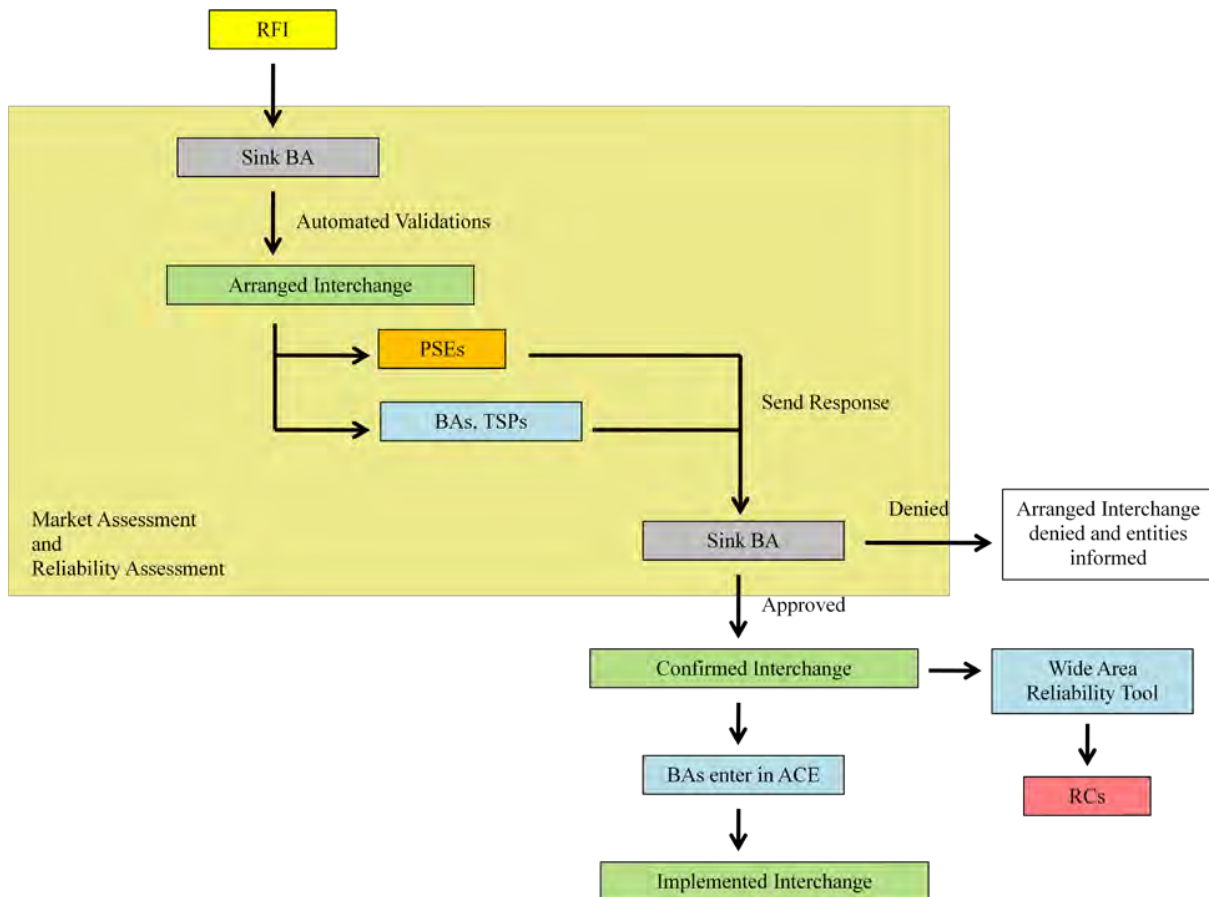 RFI
Sink BA
Automated Validations
Arranged Interchange
PSEs
BAs, TSPs
Send Response
Market Assessment
and
Reliability Assessment
Sink BA
Denied
Arranged Interchange
denied and entities
informed
Approved
Confirmed Interchange
Wide Area
Reliability Tool
BAs enter in ACE
RCs
Implemented Interchange